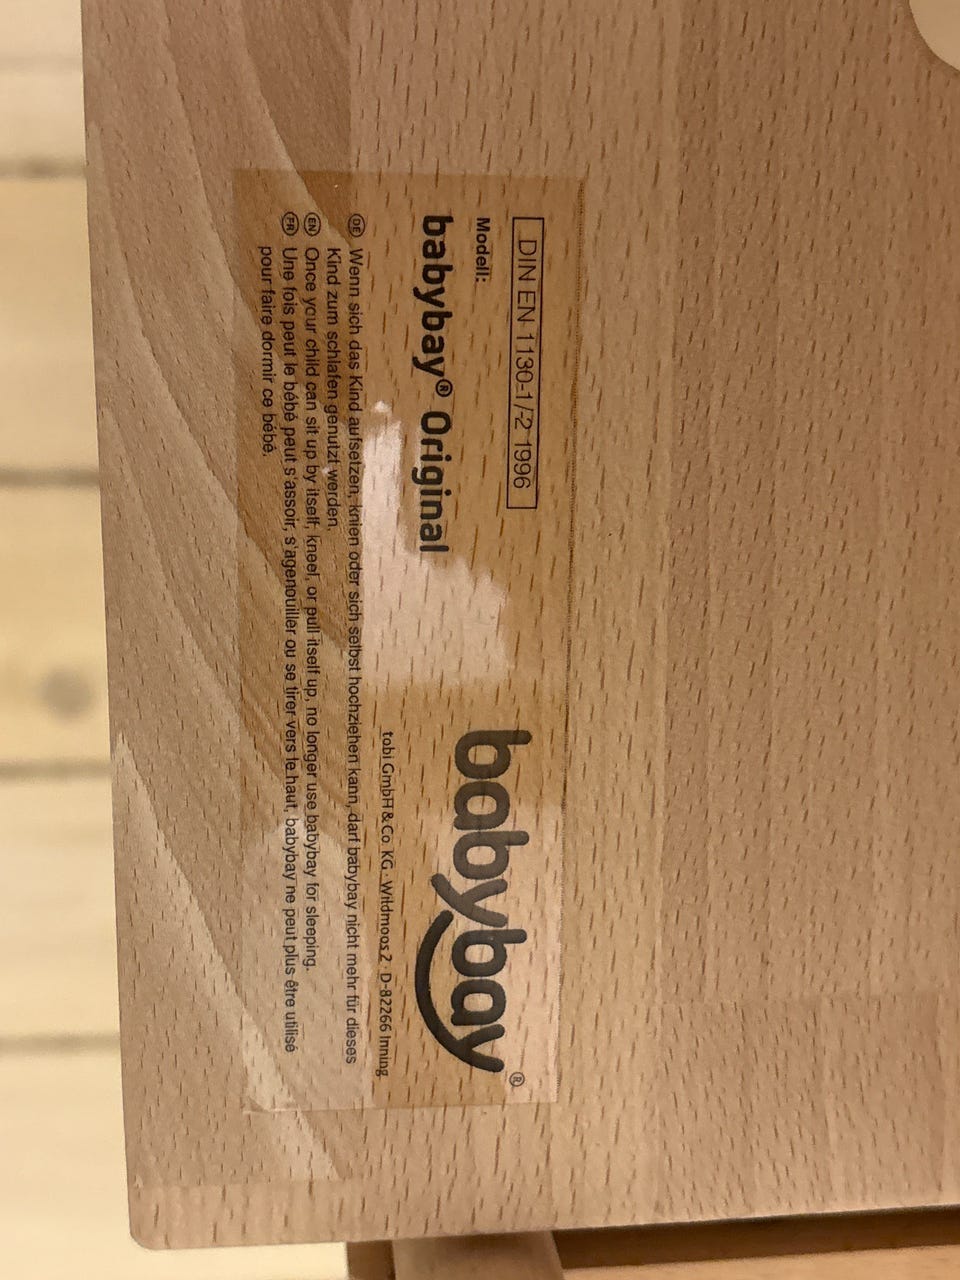 DIN EN 1130-1/-2 1996
Modell:
babybay® Original
babybay®
tobi GmbH & Co. KG · Wildmoos 2 · D-82266 Inning
DE Wenn sich das Kind aufsetzen, knien oder sich selbst hochziehen kann, darf babybay nicht mehr für dieses
Kind zum schlafen genutzt werden.
EN Once your child can sit up by itself, kneel, or pull itself up, no longer use babybay for sleeping.
FR Une fois peut le bébé peut s'assoir, s'agenouiller ou se tirer vers le haut, babybay ne peut plus être utilisé
pour faire dormir ce bébé.